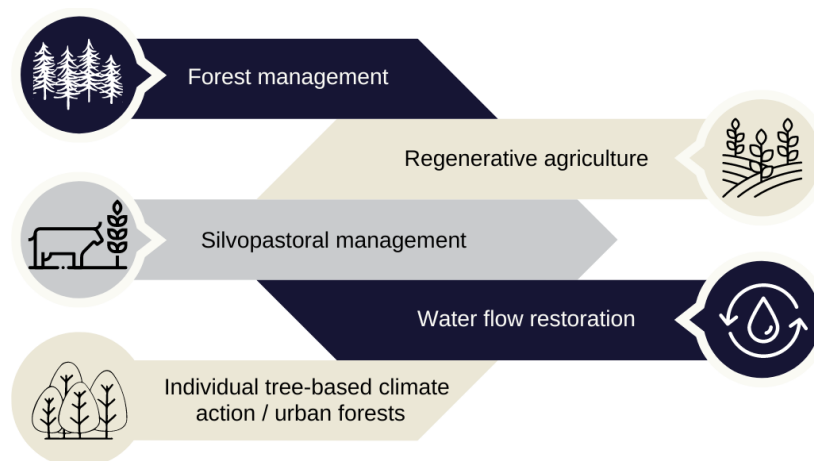 Forest management
Regenerative agriculture
Silvopastoral management
Water flow restoration
Individual tree-based climate
action / urban forests